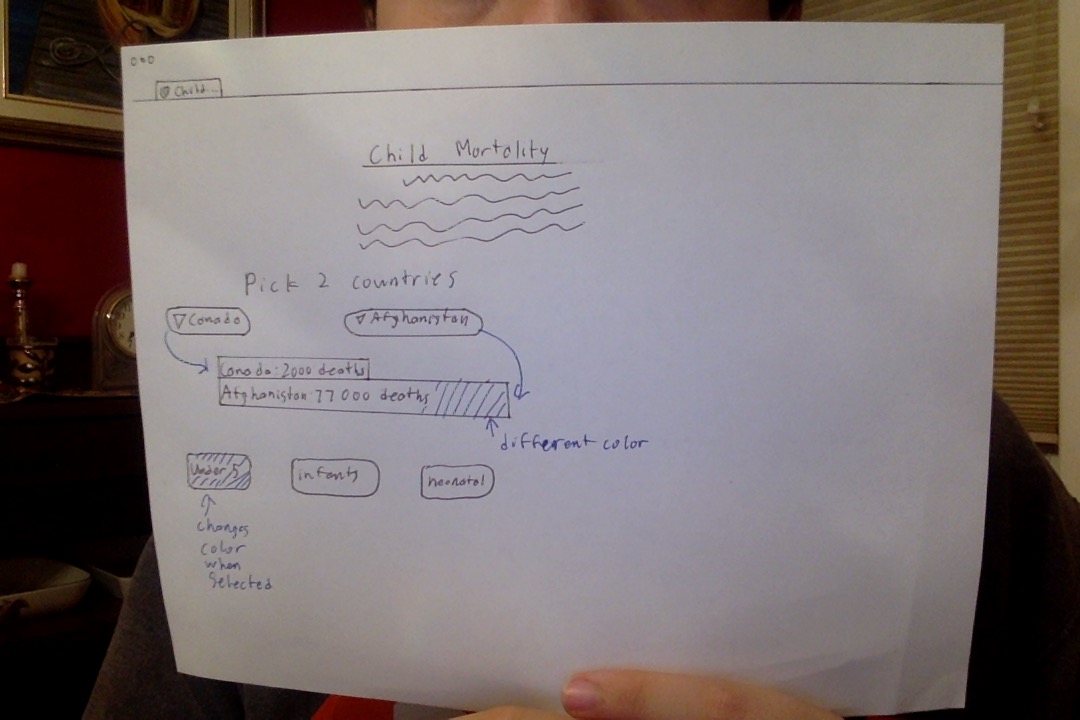 Child...
Child Mortality
Pick 2 countries
Canada
Afghanistan
Canada: 2000 deaths
Afghanistan: 77 000 deaths
different color
Under 5
infants
neonatal
changes
color
when
Selected